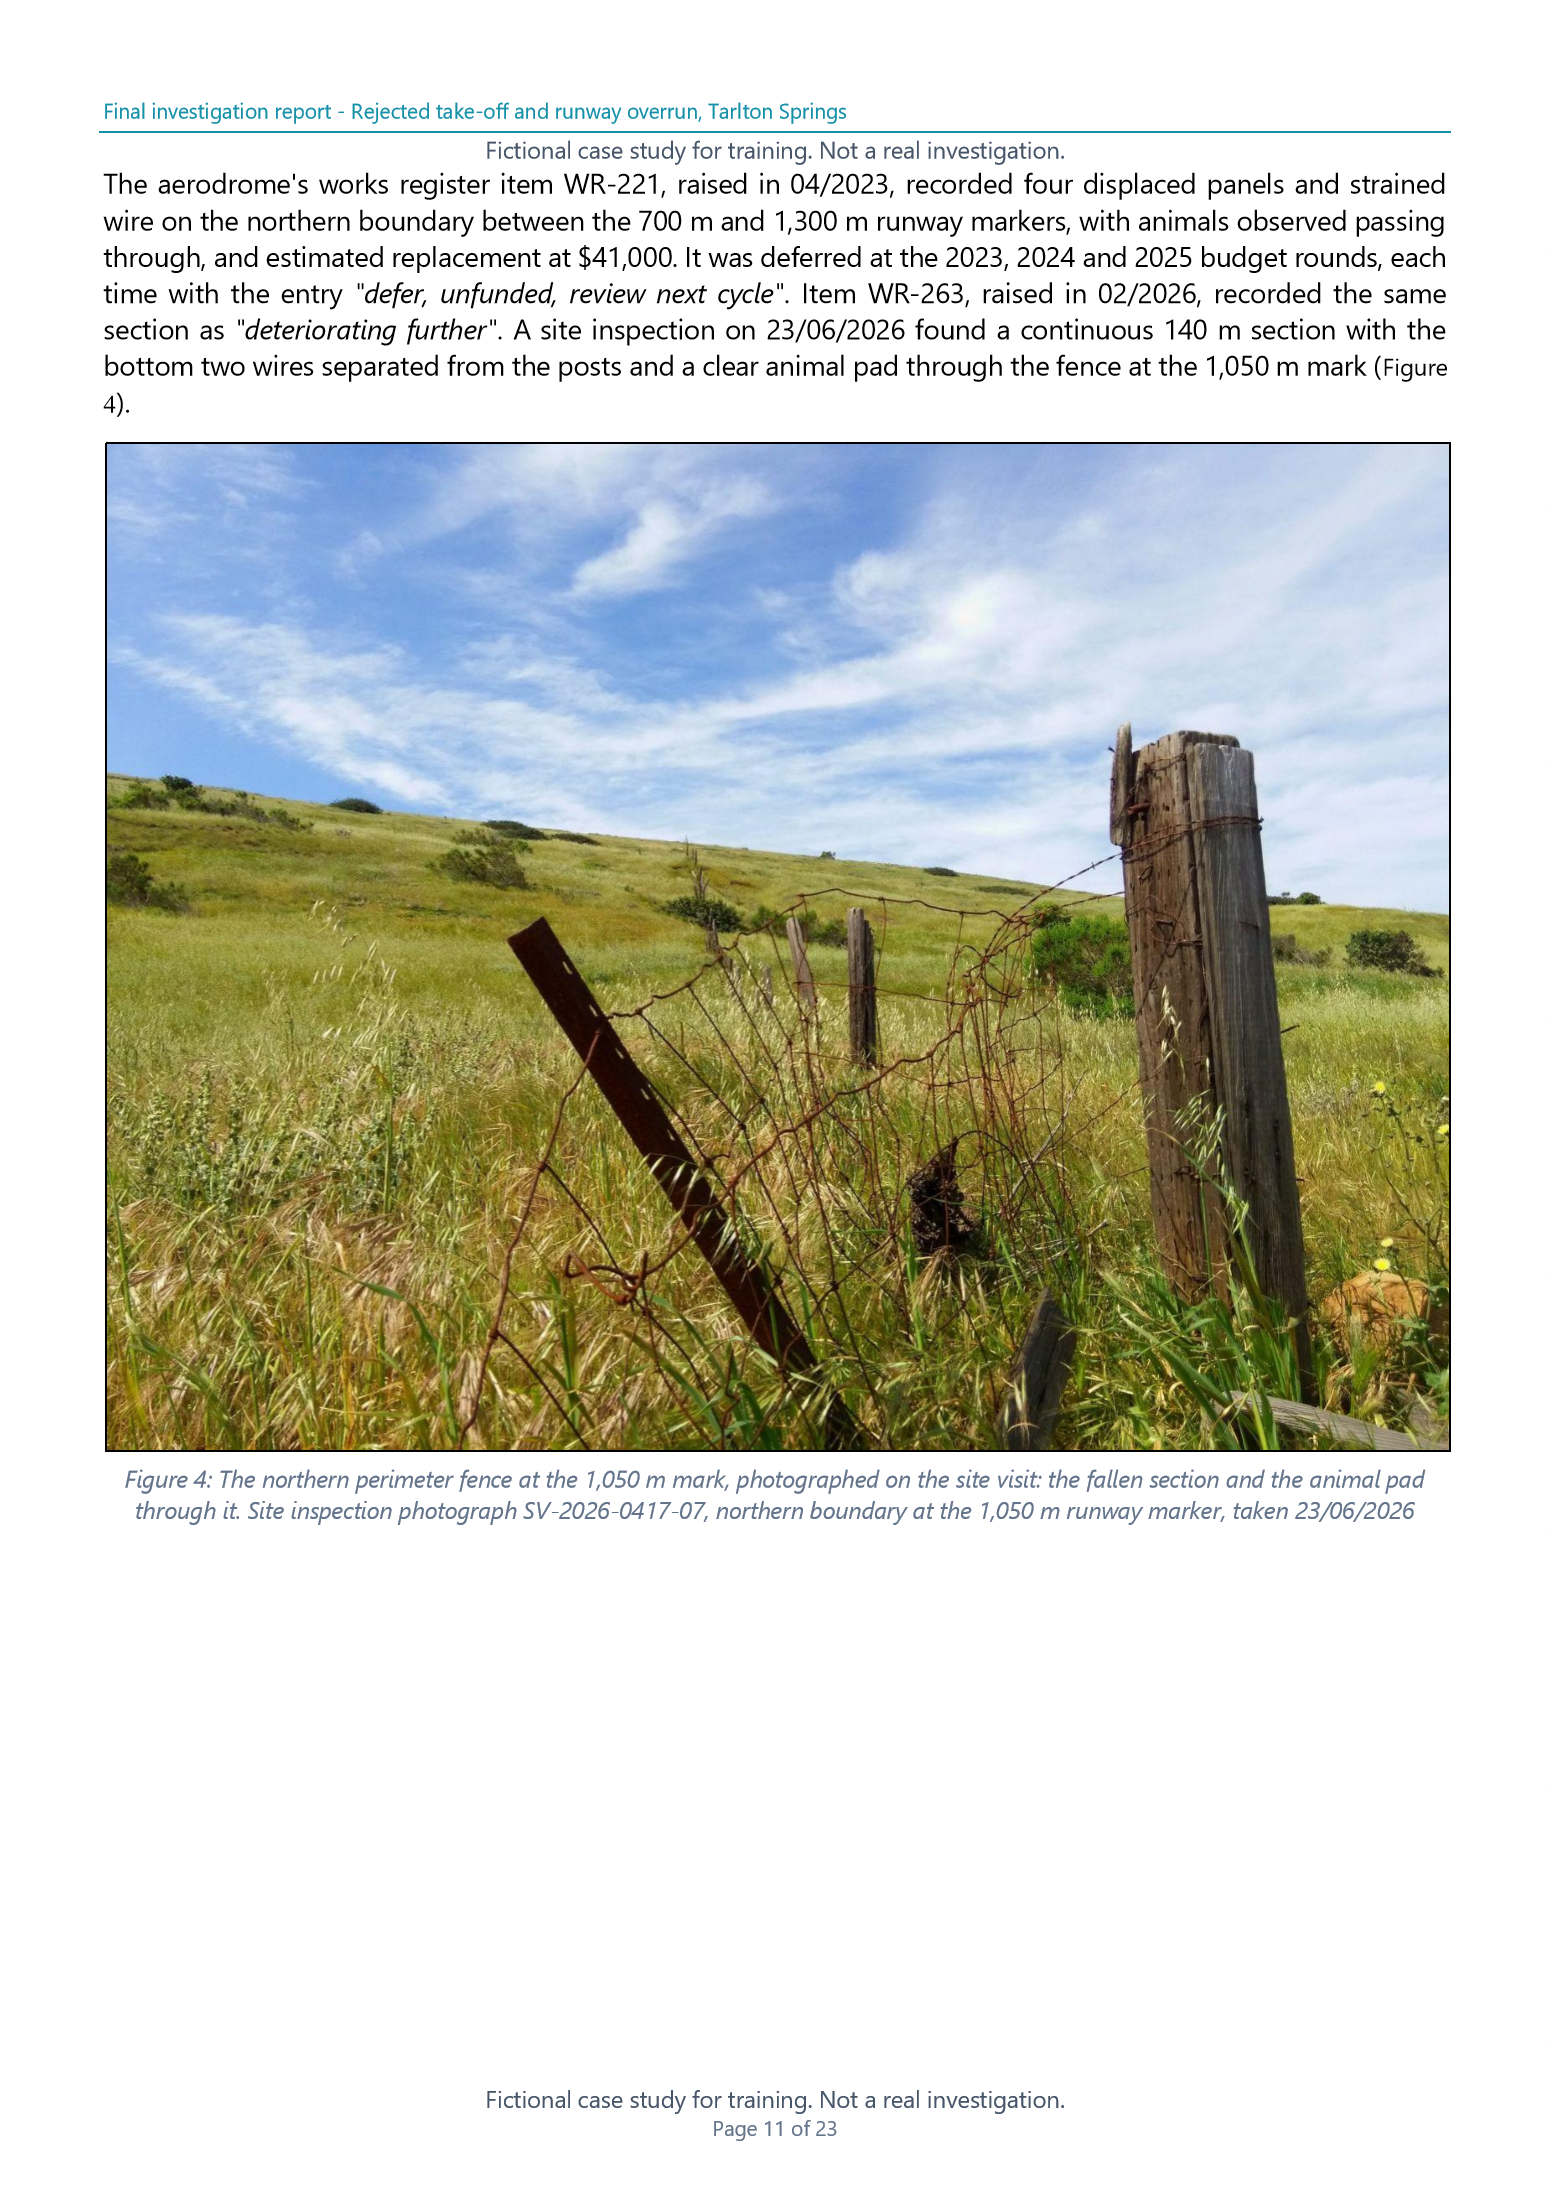 Final investigation report - Rejected take-off and runway overrun, Tarlton Springs
Fictional case study for training. Not a real investigation.
The aerodrome's works register item WR-221, raised in 04/2023, recorded four displaced panels and strained
wire on the northern boundary between the 700 m and 1,300 m runway markers, with animals observed passing
through, and estimated replacement at $41,000. It was deferred at the 2023, 2024 and 2025 budget rounds, each
time with the entry "defer, unfunded, review next cycle". Item WR-263, raised in 02/2026, recorded the same
section as "deteriorating further". A site inspection on 23/06/2026 found a continuous 140 m section with the
bottom two wires separated from the posts and a clear animal pad through the fence at the 1,050 m mark (Figure
4).
Figure 4: The northern perimeter fence at the 1,050 m mark, photographed on the site visit: the fallen section and the animal pad
through it. Site inspection photograph SV-2026-0417-07, northern boundary at the 1,050 m runway marker, taken 23/06/2026
Fictional case study for training. Not a real investigation.
Page 11 of 23